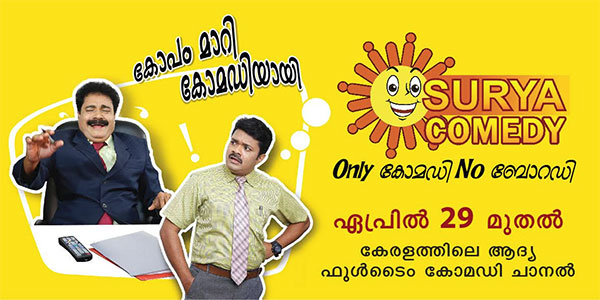 കോപം മാറി
കോമഡിയായി
SURYA
COMEDY
Only കോമഡി No ബോറഡി
ഏപ്രിൽ 29 മുതൽ
കേരളത്തിലെ ആദ്യ
ഫുൾടൈം കോമഡി ചാനൽ